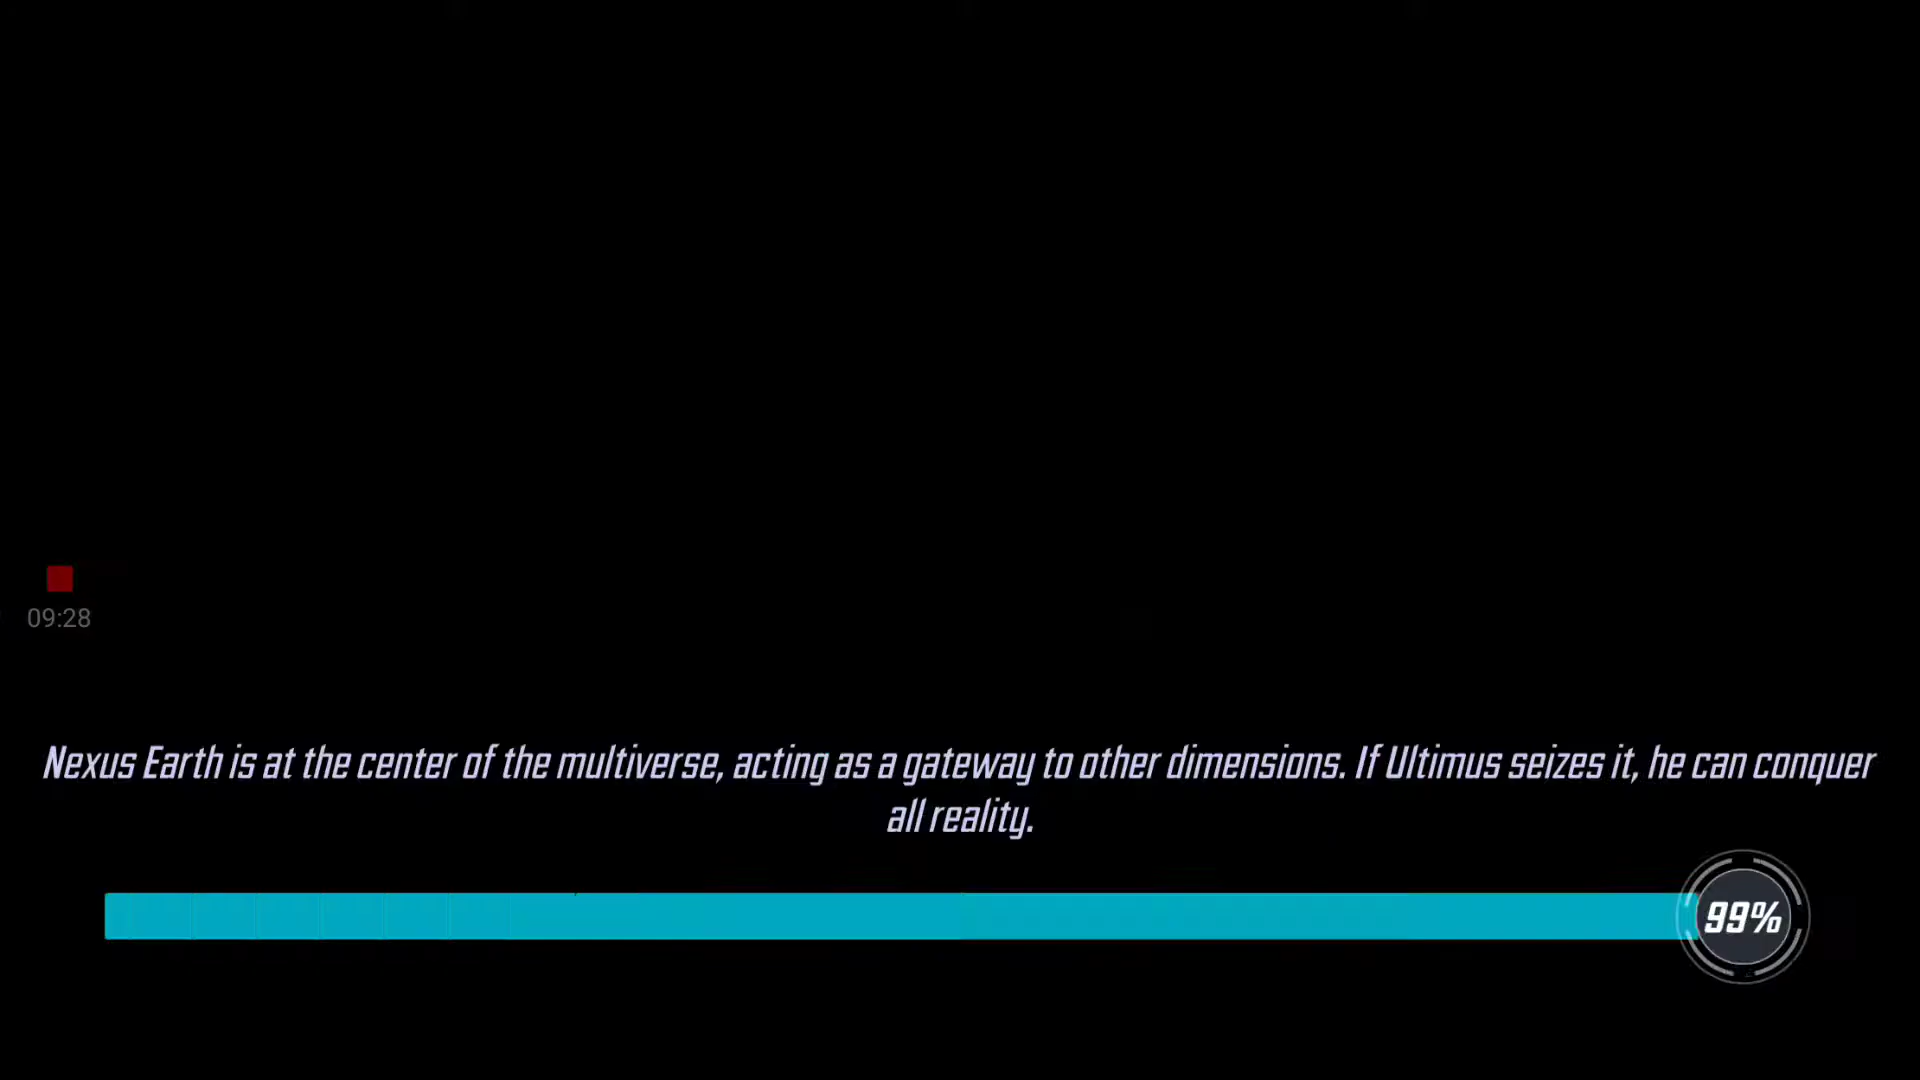 09:28
Nexus Earth is at the center of the multiverse, acting as a gateway to other dimensions. If Ultimus seizes it, he can conquer
all reality.
99%